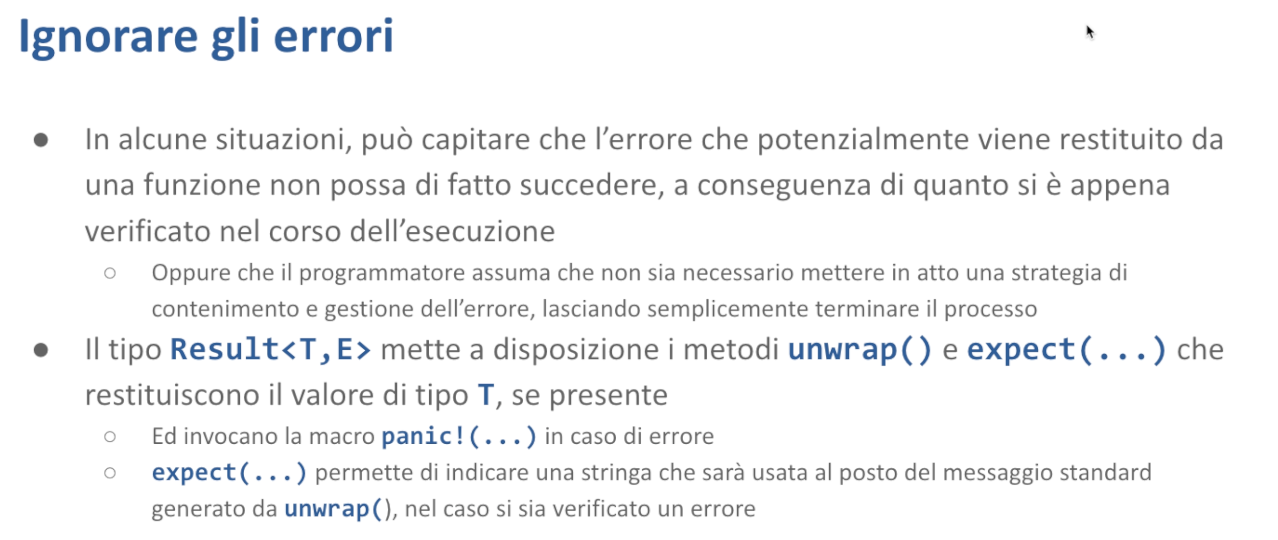 Ignorare gli errori
● In alcune situazioni, può capitare che l’errore che potenzialmente viene restituito da
una funzione non possa di fatto succedere, a conseguenza di quanto si è appena
verificato nel corso dell’esecuzione
○ Oppure che il programmatore assuma che non sia necessario mettere in atto una strategia di
contenimento e gestione dell’errore, lasciando semplicemente terminare il processo
● Il tipo Result<T,E> mette a disposizione i metodi unwrap() e expect(...) che
restituiscono il valore di tipo T, se presente
○ Ed invocano la macro panic!(...) in caso di errore
○ expect(...) permette di indicare una stringa che sarà usata al posto del messaggio standard
generato da unwrap(), nel caso si sia verificato un errore